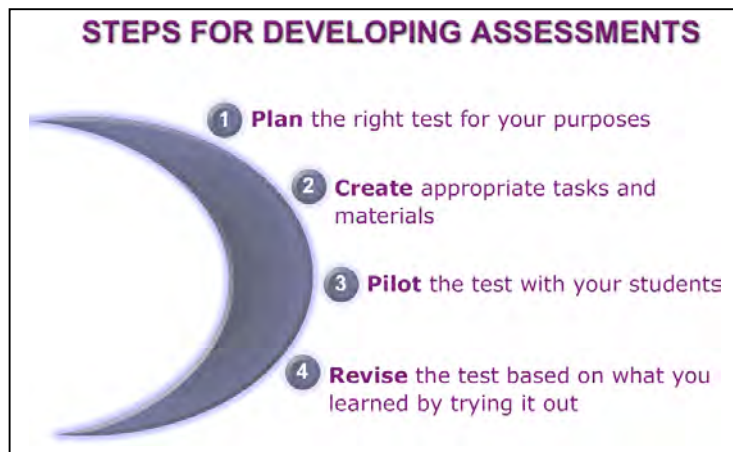 STEPS FOR DEVELOPING ASSESSMENTS
1 Plan the right test for your purposes
2 Create appropriate tasks and
materials
3 Pilot the test with your students
4 Revise the test based on what you
learned by trying it out